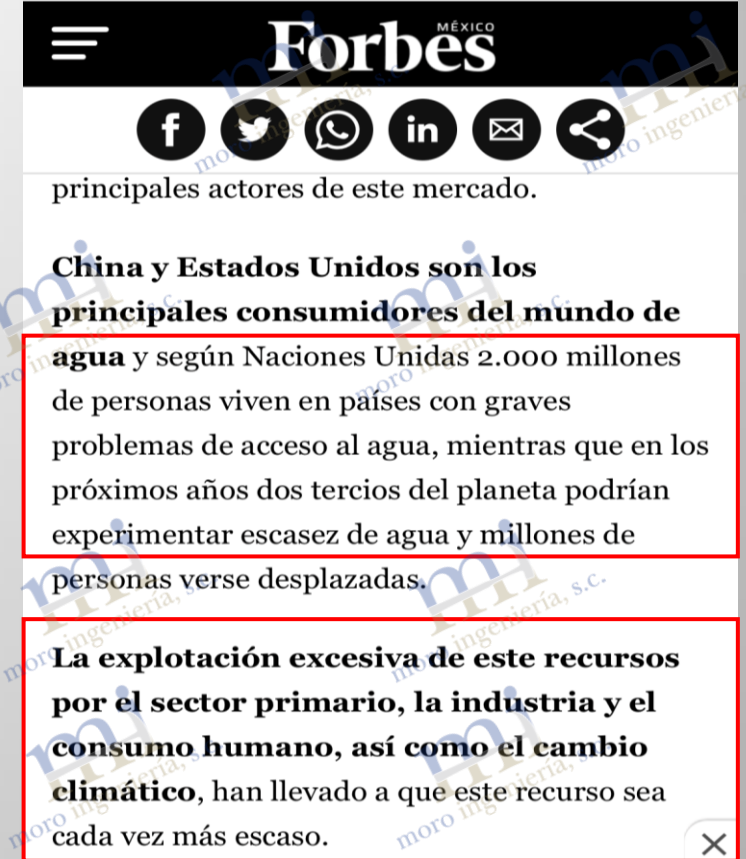 MÉXICO
Forbes
principales actores de este mercado.
China y Estados Unidos son los
principales consumidores del mundo de
agua y según Naciones Unidas 2.000 millones
de personas viven en países con graves
problemas de acceso al agua, mientras que en los
próximos años dos tercios del planeta podrían
experimentar escasez de agua y millones de
personas verse desplazadas.
La explotación excesiva de este recursos
por el sector primario, la industria y el
consumo humano, así como el cambio
climático, han llevado a que este recurso sea
cada vez más escaso.
mi
moro ingeniería, s.c.